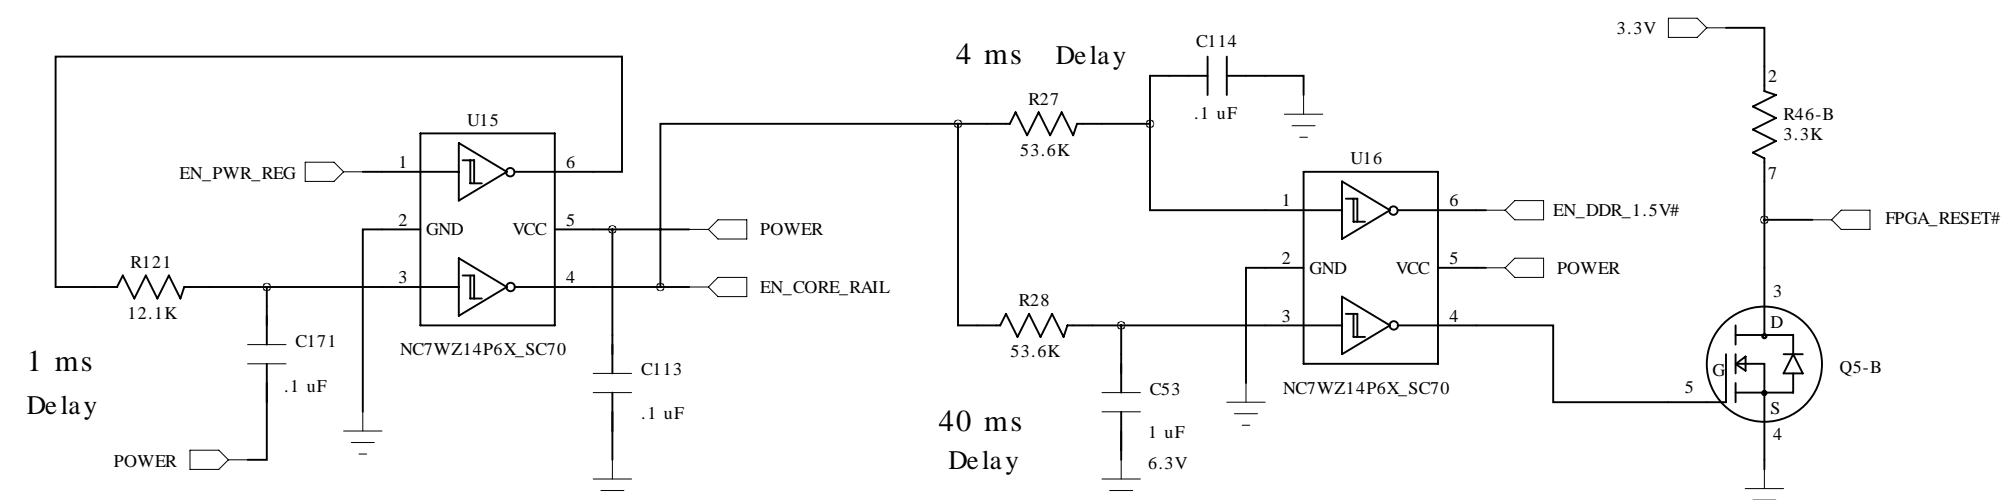 3.3V
4 ms Delay
C114
.1 uF
R27
53.6K
2
R46-B
3.3K
7
U15
EN_PWR_REG
1
6
2
GND
VCC
5
POWER
R121
12.1K
3
4
EN_CORE_RAIL
NC7WZ14P6X_SC70
1 ms
Delay
C171
.1 uF
POWER
C113
.1 uF
U16
1
6
EN_DDR_1.5V#
2
GND
VCC
5
POWER
R28
53.6K
3
4
NC7WZ14P6X_SC70
40 ms
Delay
C53
1 uF
6.3V
FPGA_RESET#
3
D
G
S
5
4
Q5-B